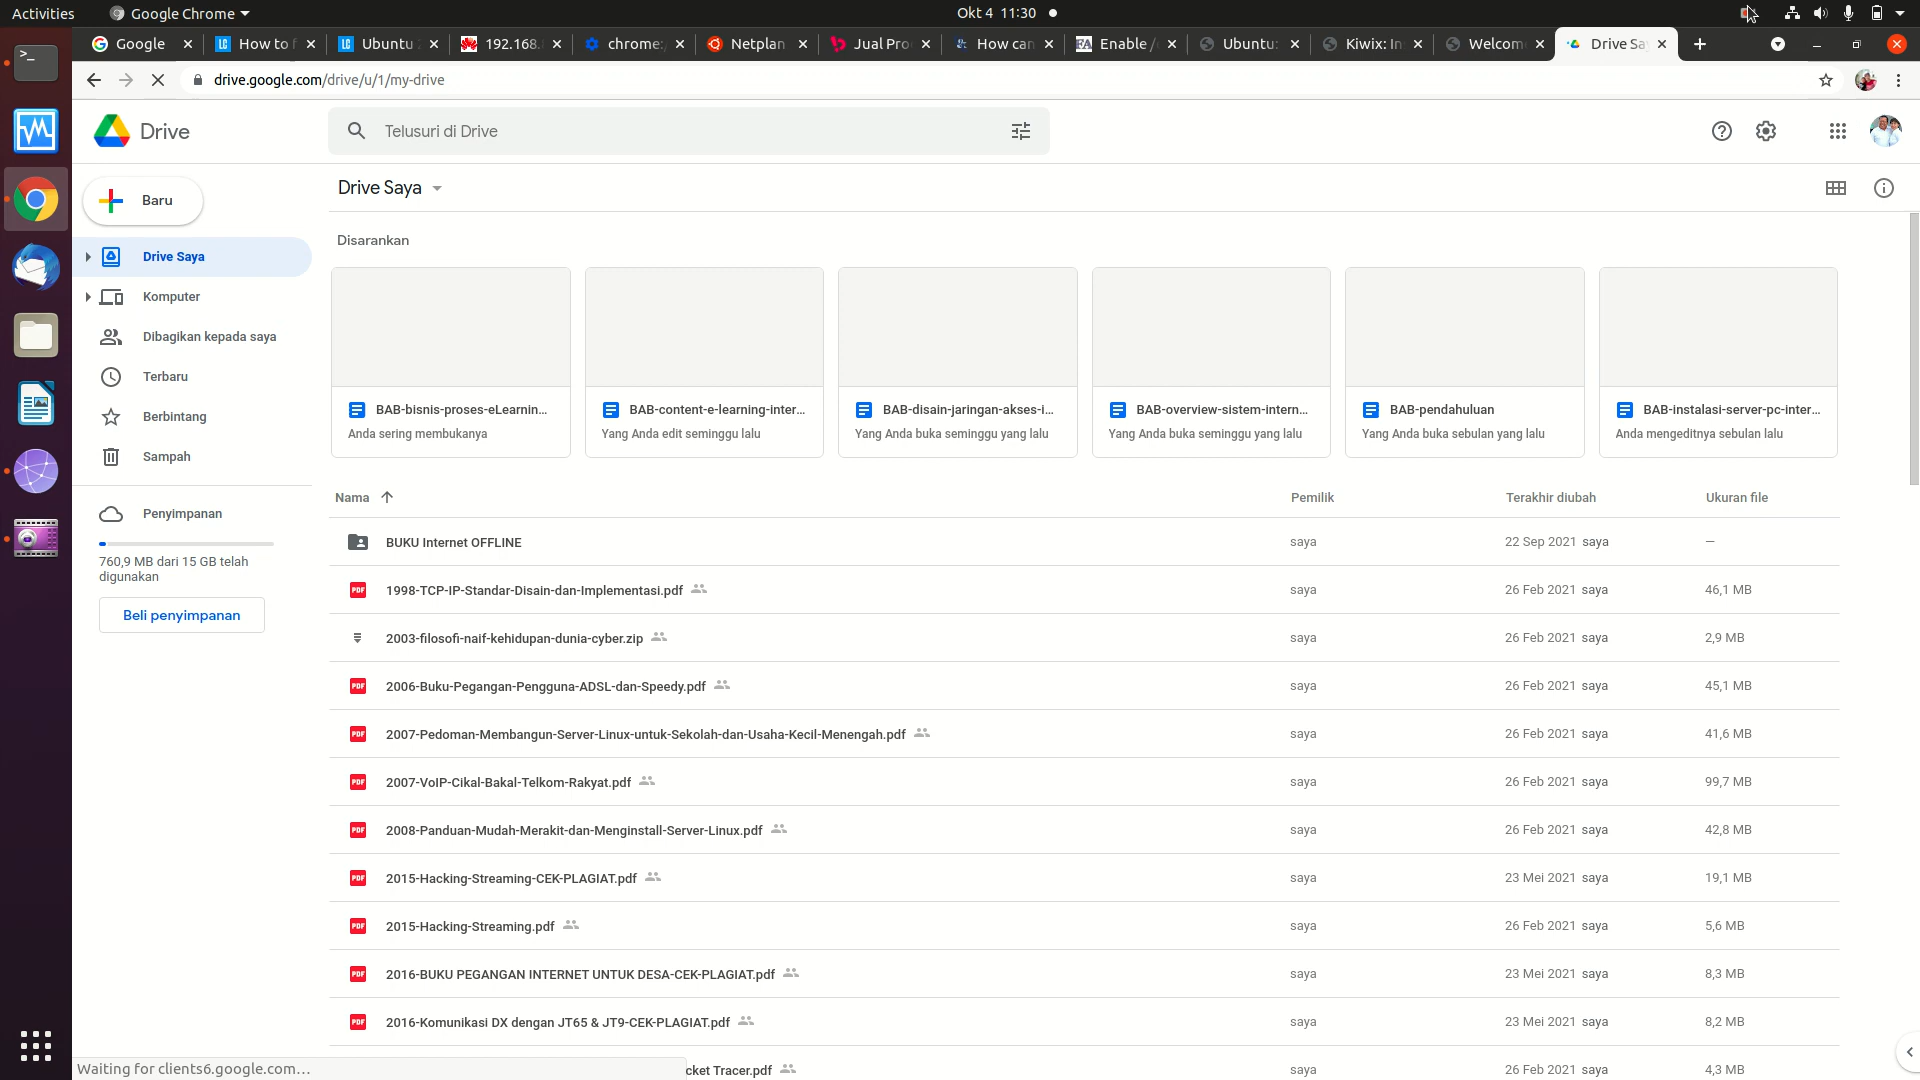 Activities
Google Chrome
Okt 4 11:30
Google
How to f
Ubuntu
192.168.
chrome:
Netplan
Jual Pro
How can
Enable /
Ubuntu:
Kiwix: In
Welcom
Drive Sa
drive.google.com/drive/u/1/my-drive
Drive
Telusuri di Drive
Baru
Drive Saya
Komputer
Dibagikan kepada saya
Terbaru
Berbintang
Sampah
Penyimpanan
760,9 MB dari 15 GB telah
digunakan
Beli penyimpanan
Drive Saya
Disarankan
BAB-bisnis-proses-eLearnin...
Anda sering membukanya
BAB-content-e-learning-inter...
Yang Anda edit seminggu lalu
BAB-disain-jaringan-akses-i...
Yang Anda buka seminggu yang lalu
BAB-overview-sistem-intern...
Yang Anda buka seminggu yang lalu
BAB-pendahuluan
Yang Anda buka sebulan yang lalu
BAB-instalasi-server-pc-inter...
Anda mengeditnya sebulan lalu
Nama Pemilik Terakhir diubah Ukuran file
BUKU Internet OFFLINE saya 22 Sep 2021 saya —
PDF 1998-TCP-IP-Standar-Disain-dan-Implementasi.pdf saya 26 Feb 2021 saya 46,1 MB
2003-filosofi-naif-kehidupan-dunia-cyber.zip saya 26 Feb 2021 saya 2,9 MB
PDF 2006-Buku-Pegangan-Pengguna-ADSL-dan-Speedy.pdf saya 26 Feb 2021 saya 45,1 MB
PDF 2007-Pedoman-Membangun-Server-Linux-untuk-Sekolah-dan-Usaha-Kecil-Menengah.pdf saya 26 Feb 2021 saya 41,6 MB
PDF 2007-VoIP-Cikal-Bakal-Telkom-Rakyat.pdf saya 26 Feb 2021 saya 99,7 MB
PDF 2008-Panduan-Mudah-Merakit-dan-Menginstall-Server-Linux.pdf saya 26 Feb 2021 saya 42,8 MB
PDF 2015-Hacking-Streaming-CEK-PLAGIAT.pdf saya 23 Mei 2021 saya 19,1 MB
PDF 2015-Hacking-Streaming.pdf saya 26 Feb 2021 saya 5,6 MB
PDF 2016-BUKU PEGANGAN INTERNET UNTUK DESA-CEK-PLAGIAT.pdf saya 23 Mei 2021 saya 8,3 MB
PDF 2016-Komunikasi DX dengan JT65 & JT9-CEK-PLAGIAT.pdf saya 23 Mei 2021 saya 8,2 MB
cket Tracer.pdf saya 26 Feb 2021 saya 4,3 MB
Waiting for clients6.google.com...